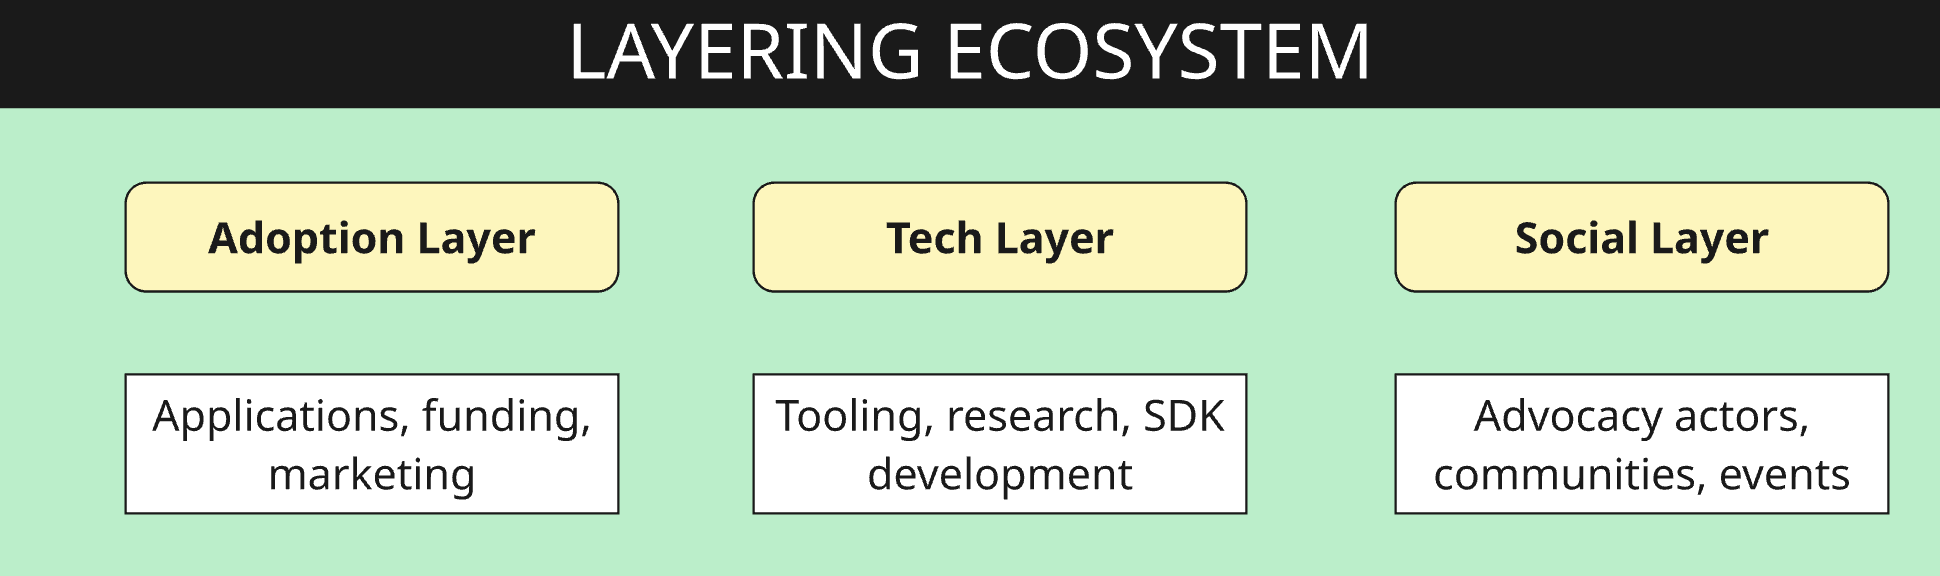 LAYERING ECOSYSTEM
Adoption Layer
Applications, funding,
marketing
Tech Layer
Tooling, research, SDK
development
Social Layer
Advocacy actors,
communities, events